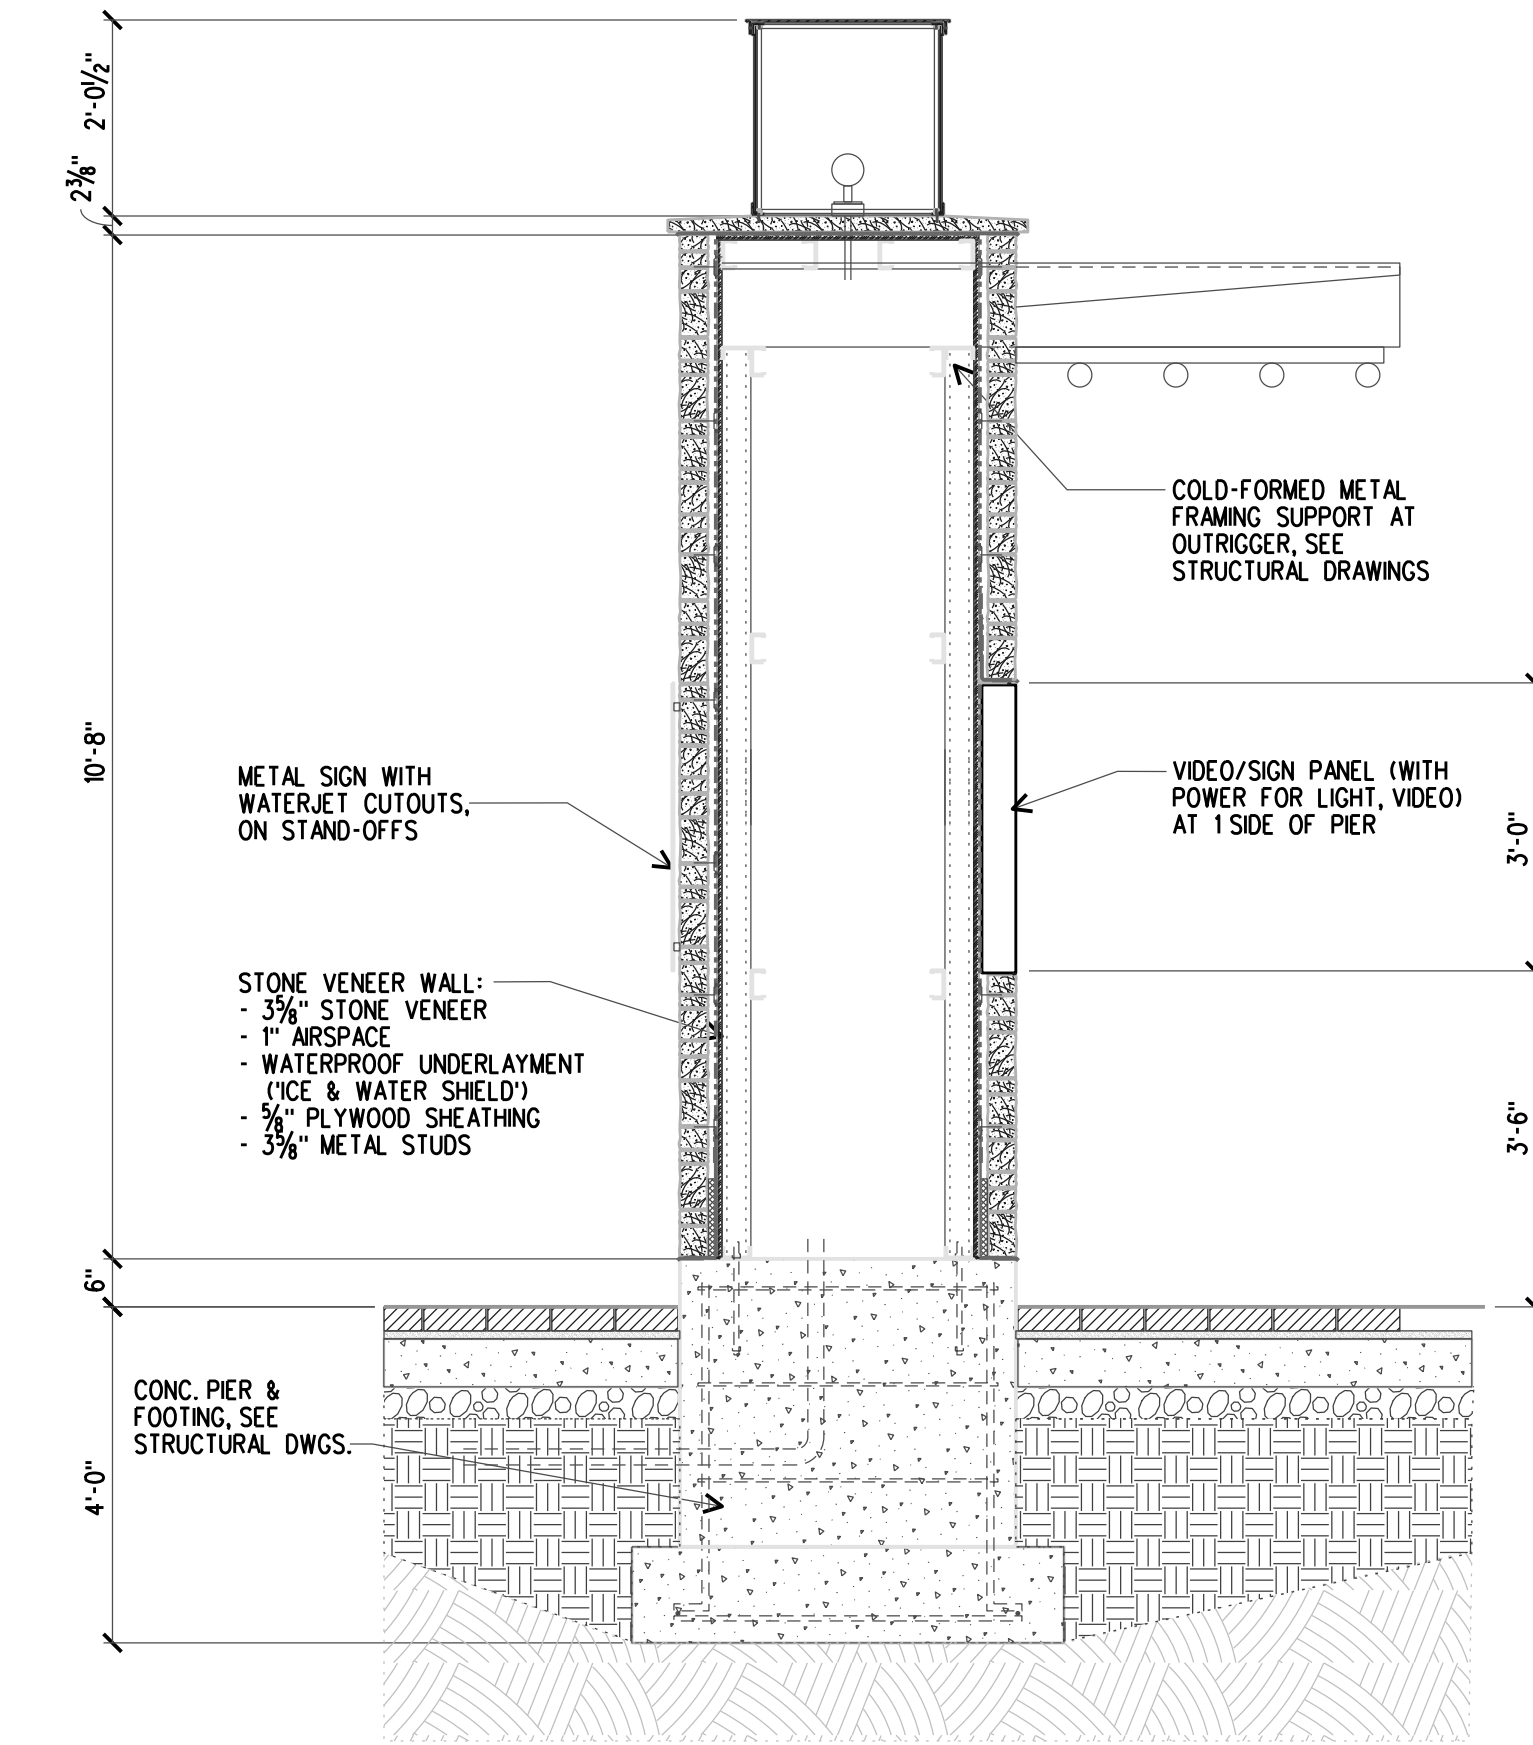 2'-0½"
2⅜"
COLD-FORMED METAL
FRAMING SUPPORT AT
OUTRIGGER, SEE
STRUCTURAL DRAWINGS
10'-8"
METAL SIGN WITH
WATERJET CUTOUTS,
ON STAND-OFFS
VIDEO/SIGN PANEL (WITH
POWER FOR LIGHT, VIDEO)
AT 1 SIDE OF PIER
3'-0"
STONE VENEER WALL:
- 3⅝" STONE VENEER
- 1" AIRSPACE
- WATERPROOF UNDERLAYMENT
('ICE & WATER SHIELD')
- ⅝" PLYWOOD SHEATHING
- 3⅝" METAL STUDS
3'-6"
6"
CONC. PIER &
FOOTING, SEE
STRUCTURAL DWGS.
4'-0"